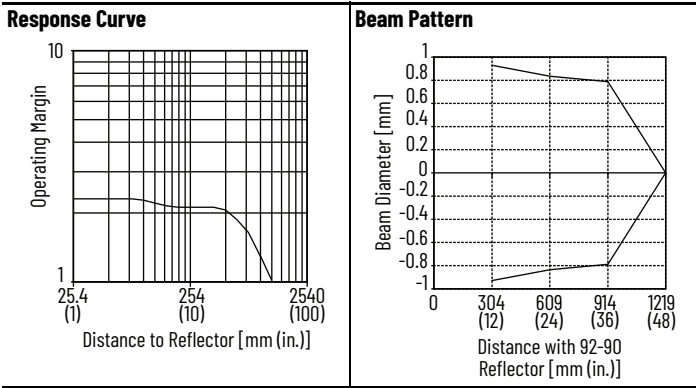 Response Curve
10
Operating Margin
1
25.4 254 2540
(1) (10) (100)
Distance to Reflector [mm (in.)]
Beam Pattern
1
0.8
0.6
0.4
0.2
0
-0.2
-0.4
-0.6
-0.8
-1
Beam Diameter [mm]
0 304 609 914 1219
(12) (24) (36) (48)
Distance with 92-90
Reflector [mm (in.)]